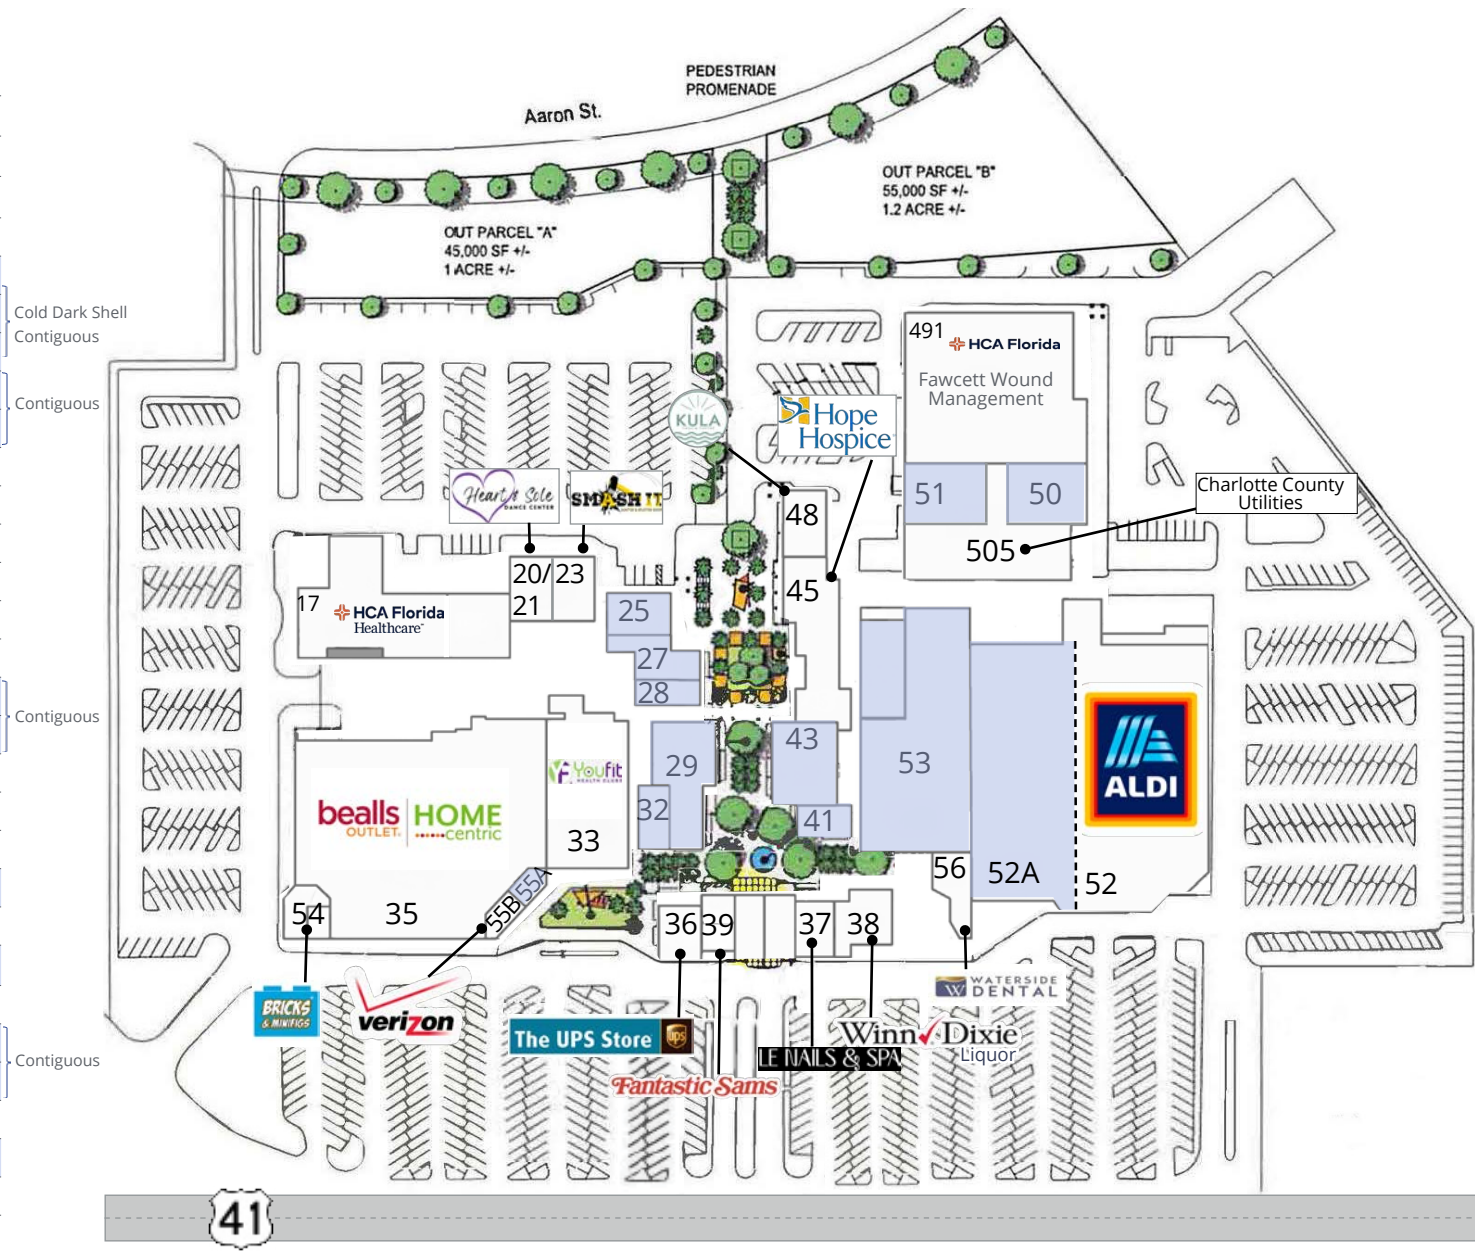 PEDESTRIAN
PROMENADE
Aaron St.
OUT PARCEL "B"
55,000 SF +/-
1.2 ACRE +/-
OUT PARCEL "A"
45,000 SF +/-
1 ACRE +/-
Cold Dark Shell
Contiguous
Contiguous
Contiguous
Contiguous
491
HCA Florida
Fawcett Wound
Management
KULA
Hope
Hospice
51
50
Charlotte County
Utilities
505
Heart & Sole
DANCE CENTER
SMASH IT
48
45
20/
21
23
17
HCA Florida
Healthcare
25
27
28
29
32
43
41
53
bealls
OUTLET.
HOME
centric
Youfit
HEALTH CLUBS
33
ALDI
56
52A
52
54
35
55B
55A
36
39
37
38
BRICKS
& MINIFIGS
verizon
The UPS Store
ups
Fantastic Sams
LE NAILS & SPA
Winn Dixie
Liquor
W
WATERSIDE
DENTAL
41